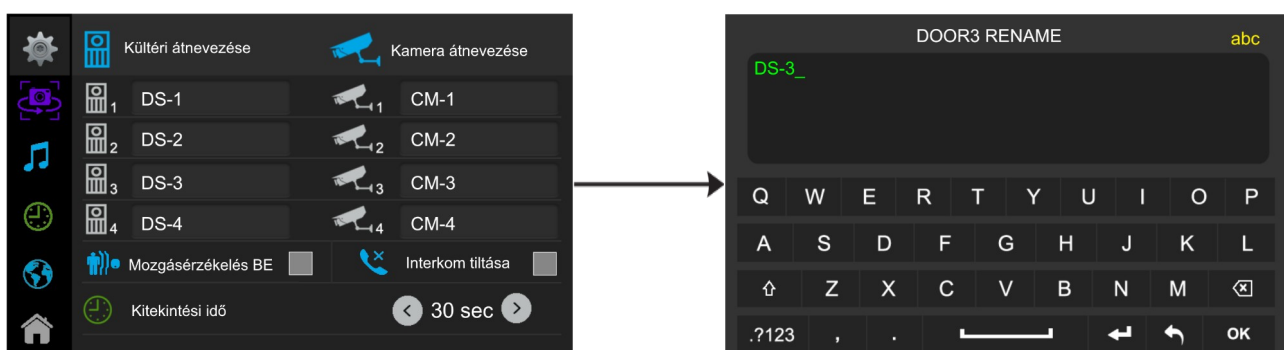 Kültéri átnevezése Kamera átnevezése
1 DS-1 1 CM-1
2 DS-2 2 CM-2
3 DS-3 3 CM-3
4 DS-4 4 CM-4
Mozgásérzékelés BE Interkom tiltása
Kitekintési idő 30 sec
DOOR3 RENAME abc
DS-3_
Q W E R T Y U I O P
A S D F G H J K L
Z X C V B N M
.?123 , . OK